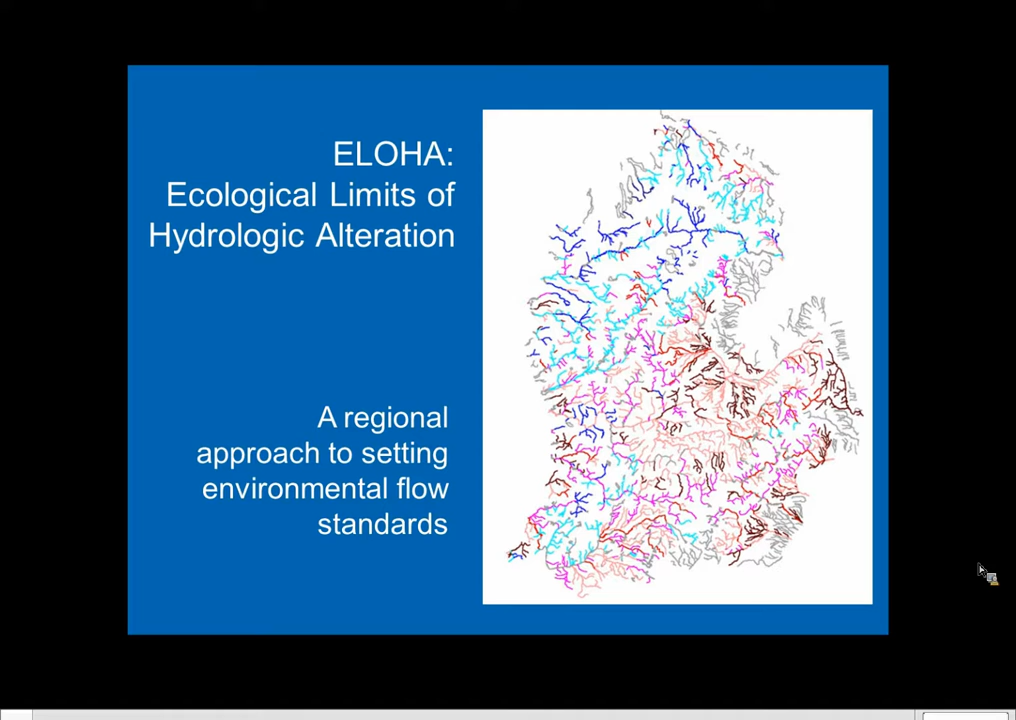 ELOHA:
Ecological Limits of
Hydrologic Alteration
A regional
approach to setting
environmental flow
standards